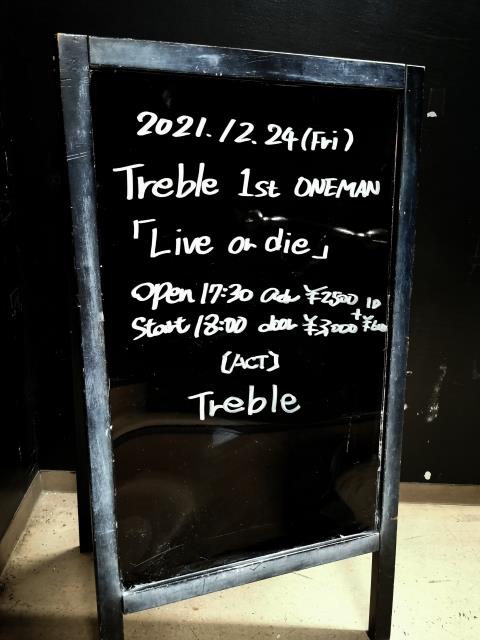 2021.12.24(Fri)
Treble 1st ONEMAN
「Live or die」
open 17:30 adv ¥2500 1D
start 18:00 door ¥3000 +¥600
[ACT]
Treble